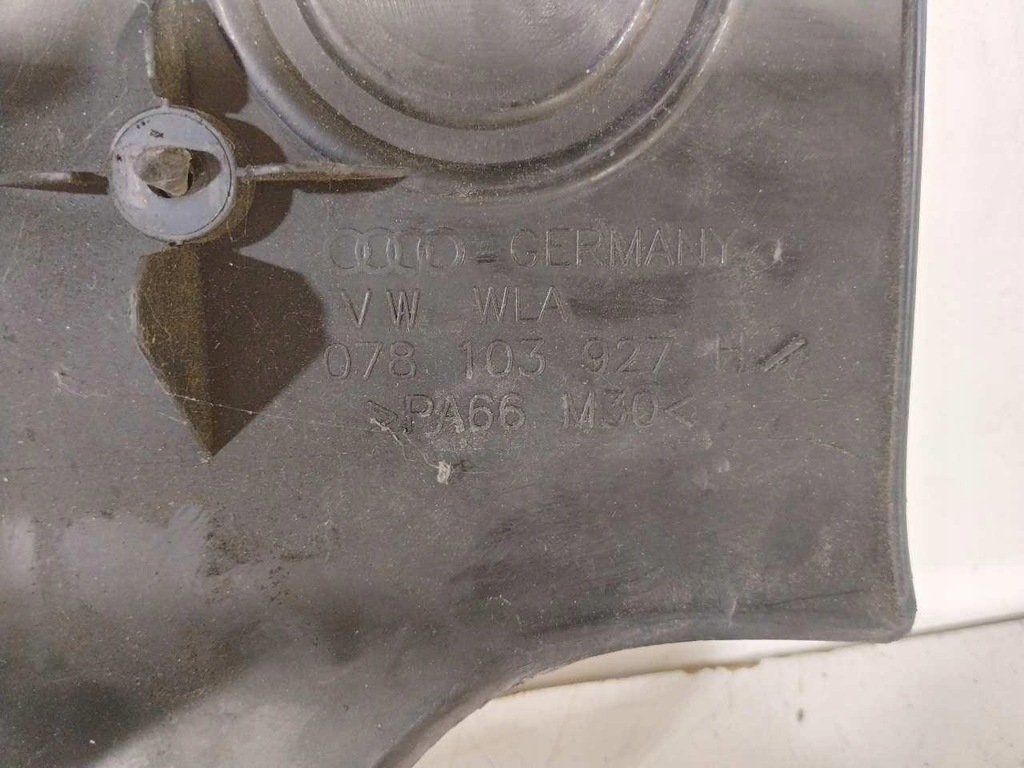 GERMANY
VW WLA
078 103 927 H
>PA66 M30<